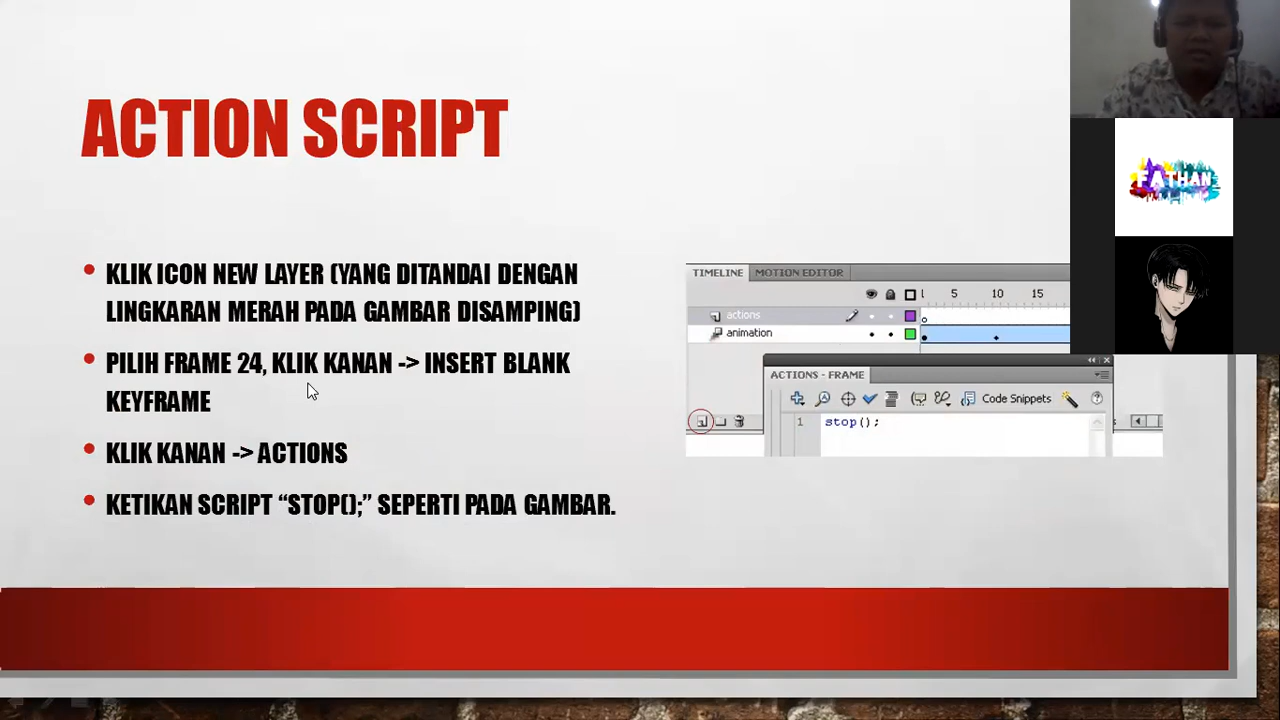 ACTION SCRIPT
• KLIK ICON NEW LAYER (YANG DITANDAI DENGAN
LINGKARAN MERAH PADA GAMBAR DISAMPING)
• PILIH FRAME 24, KLIK KANAN -> INSERT BLANK
KEYFRAME
• KLIK KANAN -> ACTIONS
• KETIKAN SCRIPT “STOP();” SEPERTI PADA GAMBAR.
TIMELINE MOTION EDITOR
1 5 10 15
actions
animation
ACTIONS - FRAME
Code Snippets
1 stop();
FATHAN